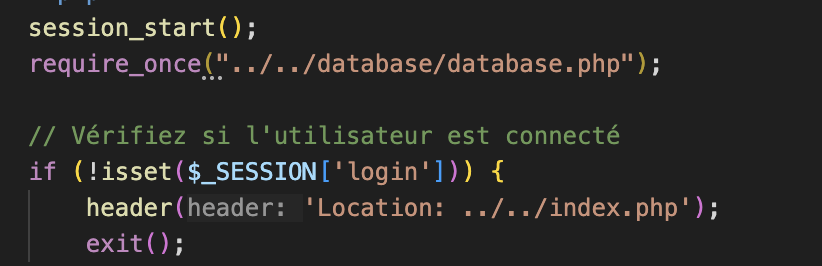 session_start();
require_once("../../database/database.php");
// Vérifiez si l'utilisateur est connecté
if (!isset($_SESSION['login'])) {
header(header: 'Location: ../../index.php');
exit();